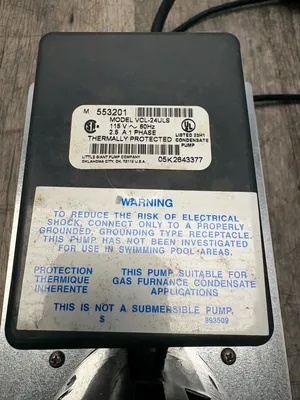 M 553201
MODEL VCL-24ULS
115 V ~ 60Hz
2.5 A 1 PHASE
THERMALLY PROTECTED
LISTED 23R1
CONDENSATE
PUMP
LITTLE GIANT PUMP COMPANY
OKLAHOMA CITY, OK 73112 U.S.A.
05K2643377
WARNING
TO REDUCE THE RISK OF ELECTRICAL
SHOCK, CONNECT ONLY TO A PROPERLY
GROUNDED, GROUNDING TYPE RECEPTACLE.
THIS PUMP HAS NOT BEEN INVESTIGATED
FOR USE IN SWIMMING POOL AREAS.
PROTECTION
THERMIQUE
INHERENTE
THIS PUMP SUITABLE FOR
GAS FURNANCE CONDENSATE
APPLICATIONS
THIS IS NOT A SUBMERSIBLE PUMP.
S 993509